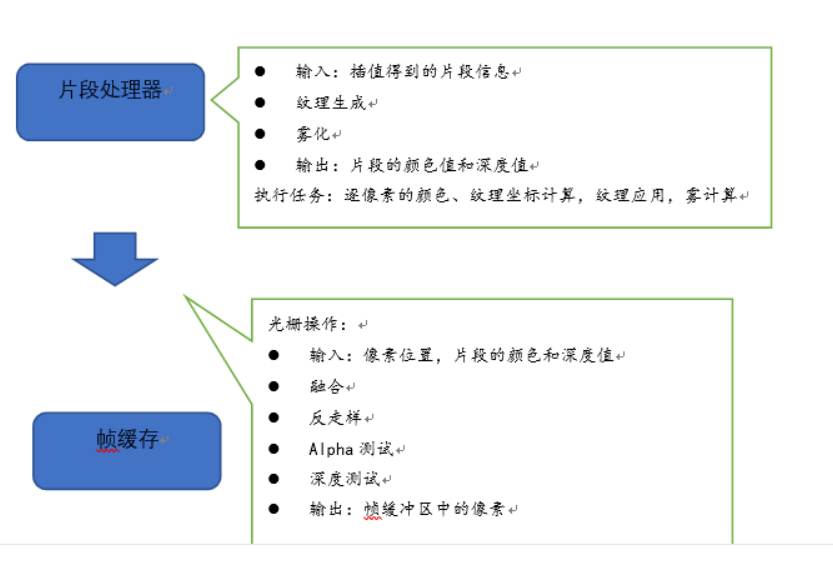 片段处理器
● 输入：插值得到的片段信息
● 纹理生成
● 雾化
● 输出：片段的颜色值和深度值
执行任务：逐像素的颜色、纹理坐标计算，纹理应用，雾计算
光栅操作：
● 输入：像素位置，片段的颜色和深度值
● 融合
● 反走样
● Alpha 测试
● 深度测试
● 输出：帧缓冲区中的像素
帧缓存